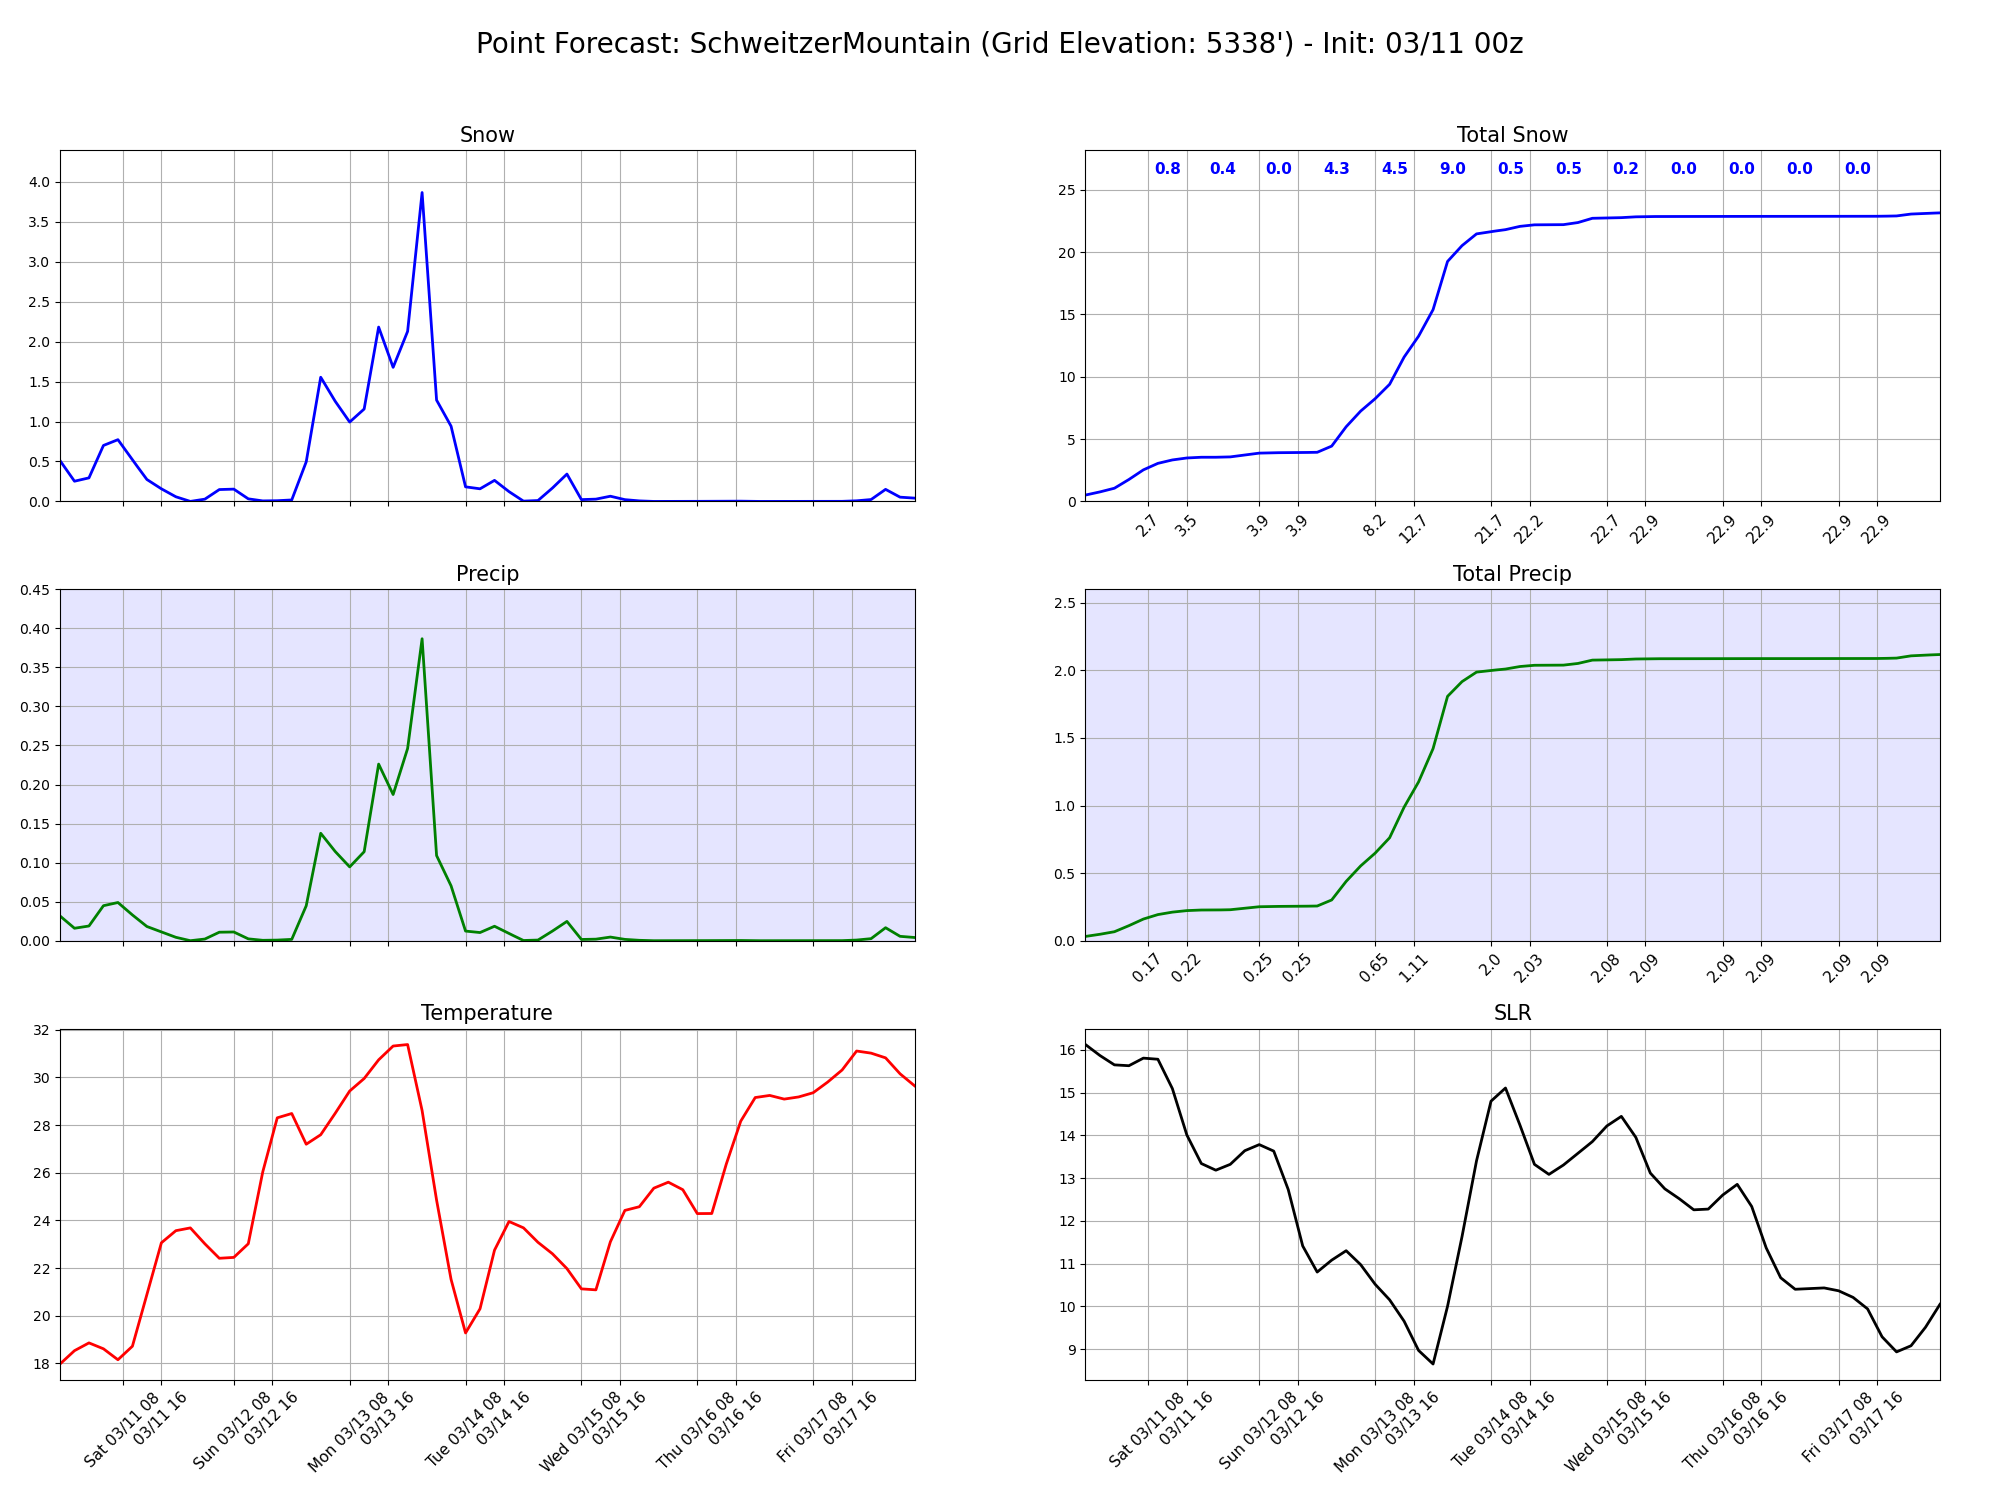 Point Forecast: SchweitzerMountain (Grid Elevation: 5338') - Init: 03/11 00z
Snow
4.0
3.5
3.0
2.5
2.0
1.5
1.0
0.5
0.0
Total Snow
0.8 0.4 0.0 4.3 4.5 9.0 0.5 0.5 0.2 0.0 0.0 0.0 0.0
25
20
15
10
5
0
2.7 3.5 3.9 3.9 8.2 12.7 21.7 22.2 22.7 22.9 22.9 22.9 22.9 22.9
Precip
0.45
0.40
0.35
0.30
0.25
0.20
0.15
0.10
0.05
0.00
Total Precip
2.5
2.0
1.5
1.0
0.5
0.0
0.17 0.22 0.25 0.25 0.65 1.11 2.0 2.03 2.08 2.09 2.09 2.09 2.09 2.09
Temperature
32
30
28
26
24
22
20
18
Sat 03/11 08
03/11 16
Sun 03/12 08
03/12 16
Mon 03/13 08
03/13 16
Tue 03/14 08
03/14 16
Wed 03/15 08
03/15 16
Thu 03/16 08
03/16 16
Fri 03/17 08
03/17 16
SLR
16
15
14
13
12
11
10
9
Sat 03/11 08
03/11 16
Sun 03/12 08
03/12 16
Mon 03/13 08
03/13 16
Tue 03/14 08
03/14 16
Wed 03/15 08
03/15 16
Thu 03/16 08
03/16 16
Fri 03/17 08
03/17 16